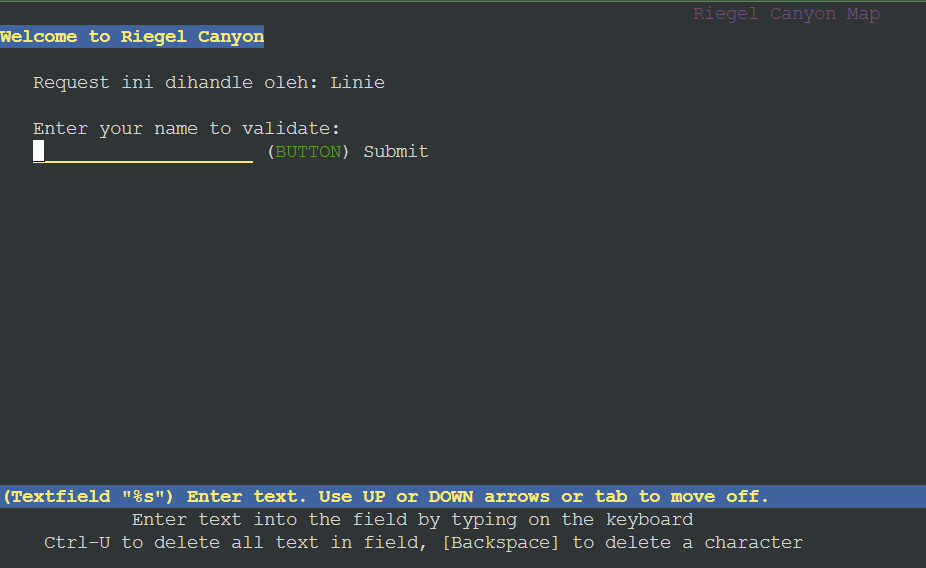 Riegel Canyon Map
Welcome to Riegel Canyon
Request ini dihandle oleh: Linie
Enter your name to validate:
(BUTTON) Submit
(Textfield "%s") Enter text. Use UP or DOWN arrows or tab to move off.
Enter text into the field by typing on the keyboard
Ctrl-U to delete all text in field, [Backspace] to delete a character